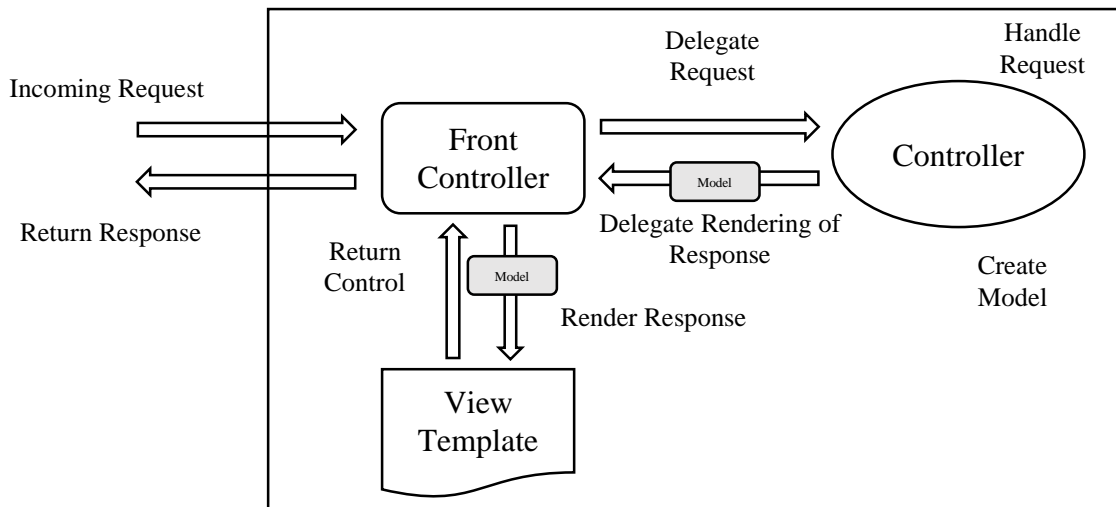 Incoming Request
Return Response
Front
Controller
Delegate
Request
Handle
Request
Controller
Model
Delegate Rendering of
Response
Create
Model
Return
Control
Model
Render Response
View
Template